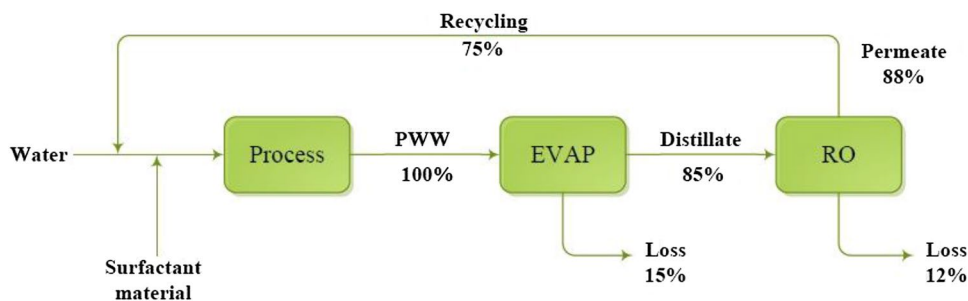 Recycling
75%
Permeate
88%
Water
Process
PWW
100%
EVAP
Distillate
85%
RO
Surfactant
material
Loss
15%
Loss
12%